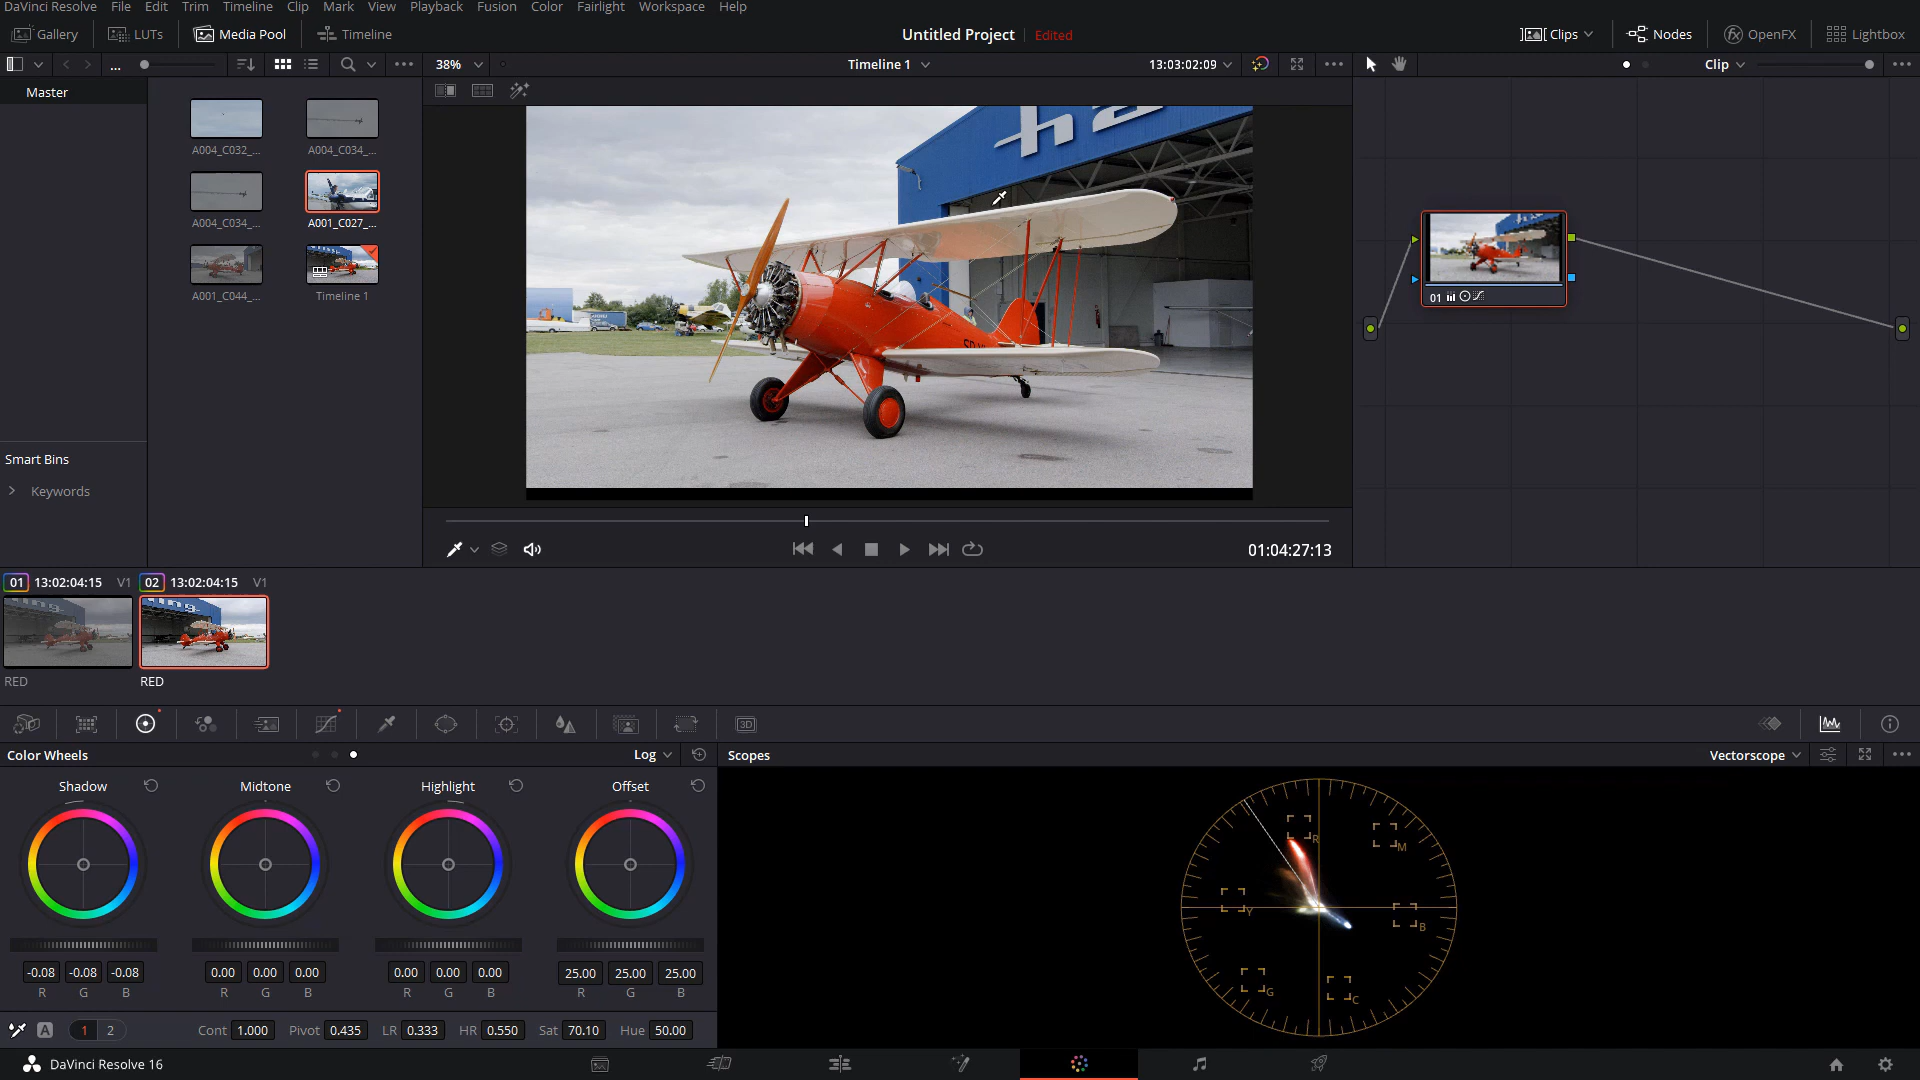 DaVinci Resolve File Edit Trim Timeline Clip Mark View Playback Fusion Color Fairlight Workspace Help
Gallery LUTs Media Pool Timeline Untitled Project Edited Clips Nodes OpenFX Lightbox
... 38% Timeline 1 13:03:02:09 Clip
Master
A004_C032_... A004_C034_...
A004_C034_... A001_C027_...
A001_C044_... Timeline 1
Smart Bins
Keywords
01
01:04:27:13
01 13:02:04:15 V1 02 13:02:04:15 V1
RED RED
3D
Color Wheels Log Scopes Vectorscope
Shadow Midtone Highlight Offset
R M Y B G C
-0.08 -0.08 -0.08 0.00 0.00 0.00 0.00 0.00 0.00 25.00 25.00 25.00
R G B R G B R G B R G B
A 1 2 Cont 1.000 Pivot 0.435 LR 0.333 HR 0.550 Sat 70.10 Hue 50.00
DaVinci Resolve 16